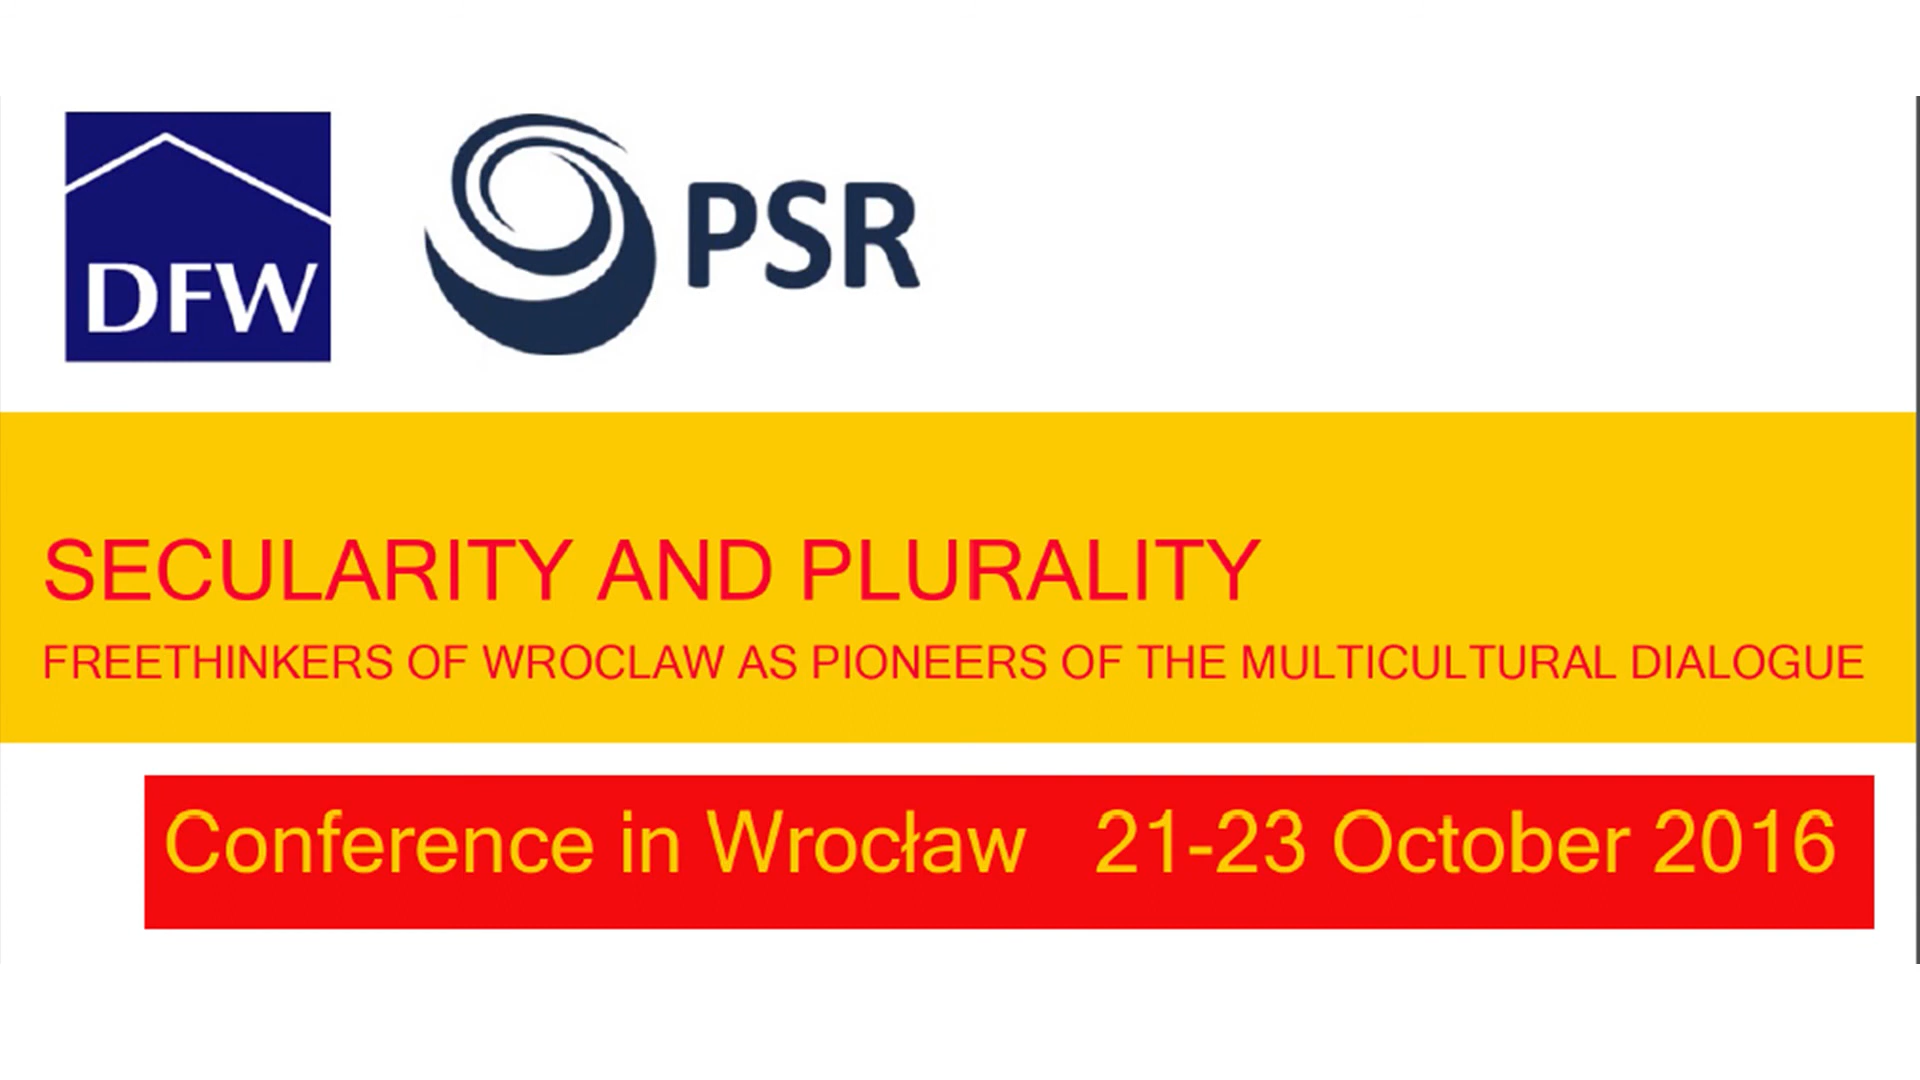 DFW
PSR
SECULARITY AND PLURALITY
FREETHINKERS OF WROCLAW AS PIONEERS OF THE MULTICULTURAL DIALOGUE
Conference in Wrocław 21-23 October 2016